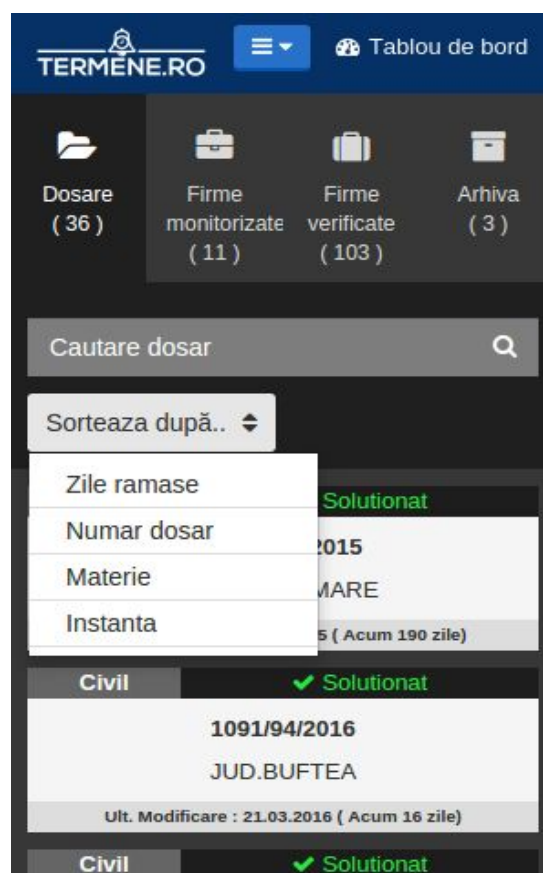 TERMENE.RO
Tablou de bord
Dosare
( 36 )
Firme
monitorizate
( 11 )
Firme
verificate
( 103 )
Arhiva
( 3 )
Cautare dosar
Sorteaza după..
Zile ramase
Numar dosar
Materie
Instanta
Solutionat
2015
MARE
5 ( Acum 190 zile)
Civil
Solutionat
1091/94/2016
JUD.BUFTEA
Ult. Modificare : 21.03.2016 ( Acum 16 zile)
Civil
Solutionat